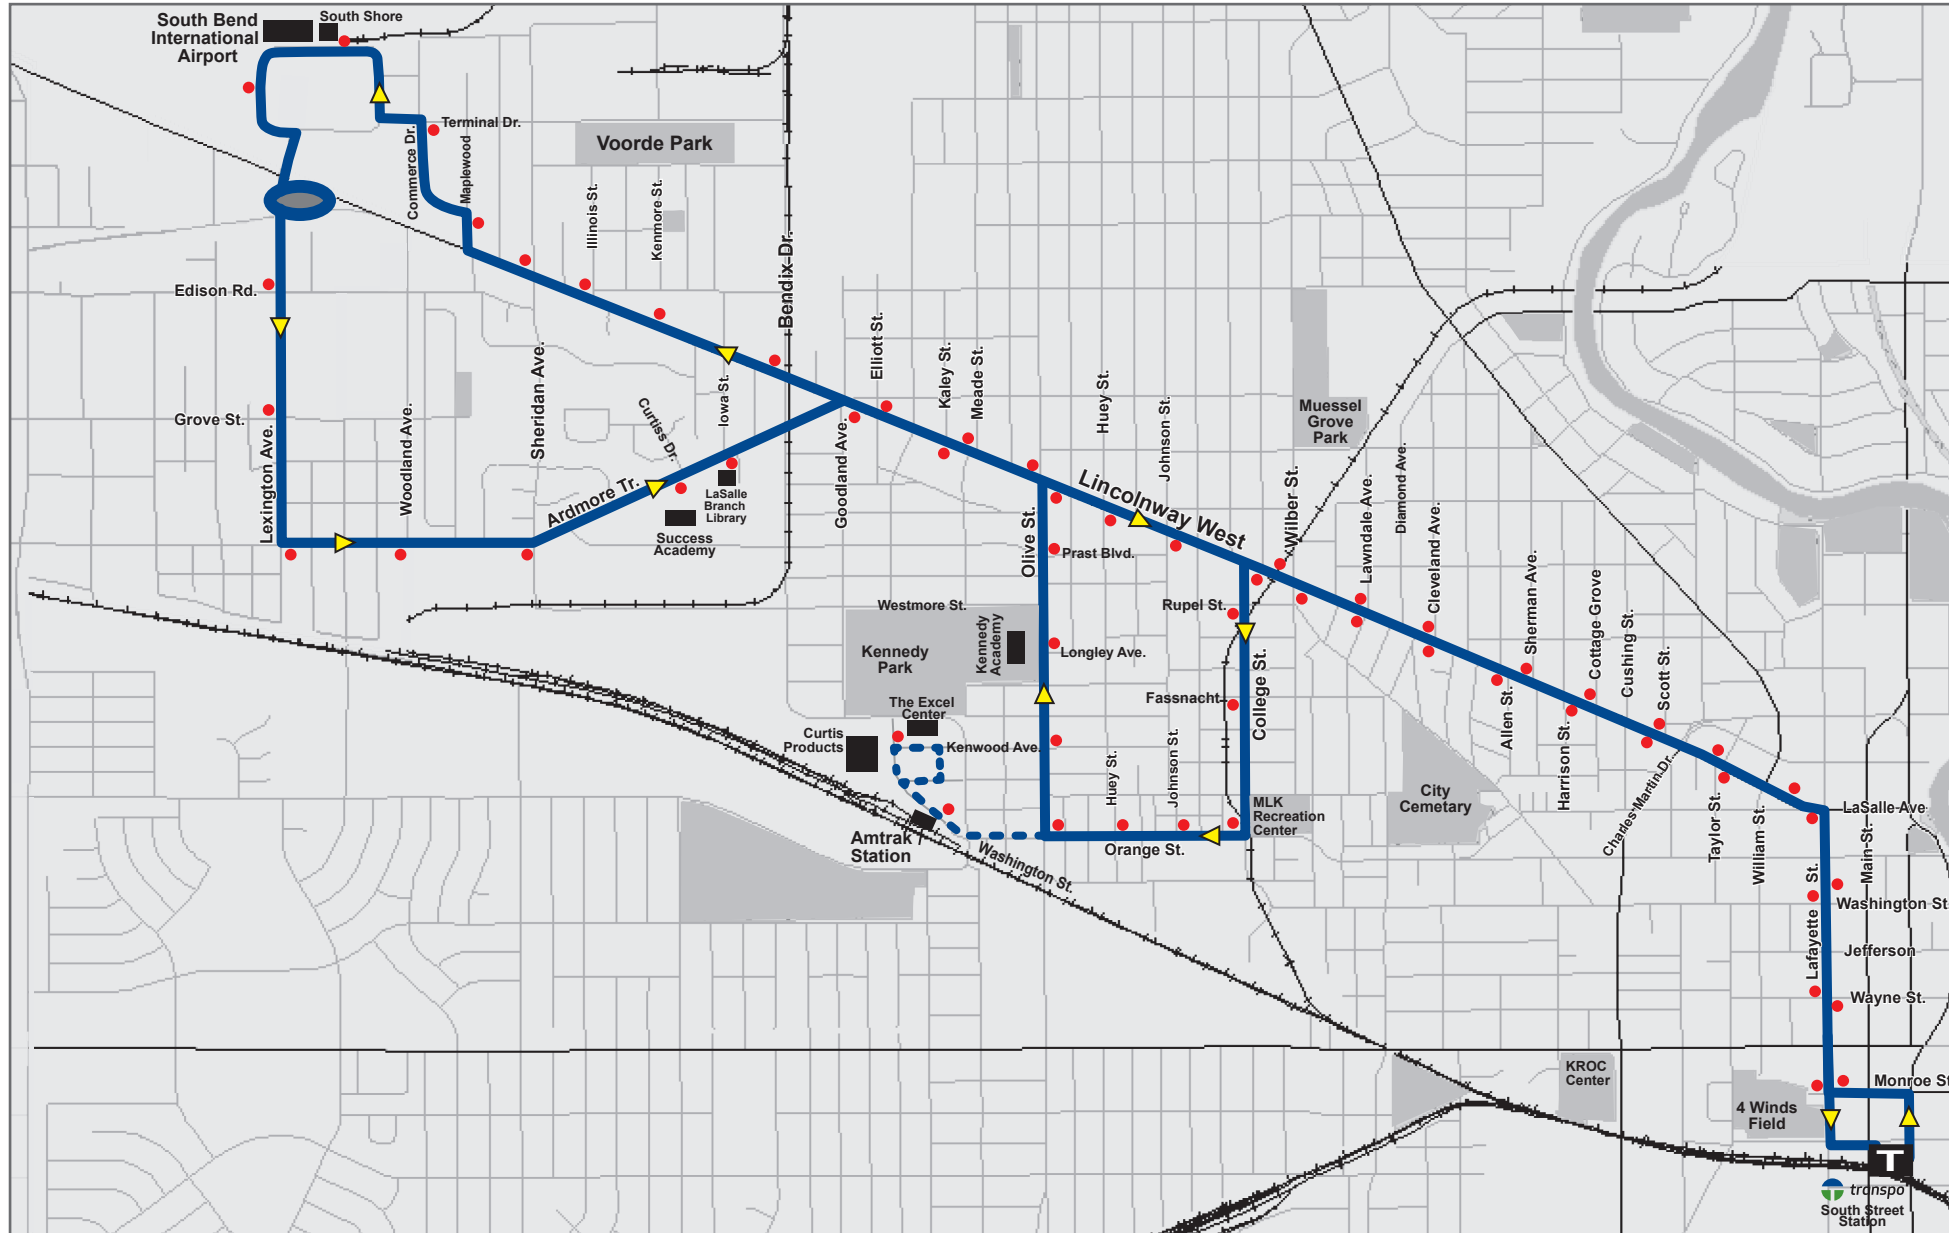 South Bend
International
Airport
South Shore
Terminal Dr.
Commerce Dr.
Maplewood
Voorde Park
Illinois St.
Kenmore St.
Bendix Dr.
Edison Rd.
Grove St.
Lexington Ave.
Woodland Ave.
Sheridan Ave.
Ardmore Tr.
Curtiss Dr.
Iowa St.
LaSalle
Branch
Library
Success
Academy
Goodland Ave.
Elliott St.
Kaley St.
Meade St.
Huey St.
Johnson St.
Lincolnway West
Olive St.
Prast Blvd.
Westmore St.
Kennedy
Park
Kennedy
Academy
Longley Ave.
The Excel
Center
Curtis
Products
Kenwood Ave.
Amtrak
Station
Washington St.
Huey St.
Johnson St.
Orange St.
Rupel St.
Fassnacht
College St.
MLK
Recreation
Center
Muessel
Grove
Park
Wilber St.
Lawndale Ave.
Diamond Ave.
Cleveland Ave.
Sherman Ave.
Cottage Grove
Cushing St.
Scott St.
Allen St.
Harrison St.
Charles Martin Dr.
Taylor St.
William St.
City
Cemetary
LaSalle Ave
Main St.
Lafayette St.
Washington St
Jefferson
Wayne St.
Monroe St
KROC
Center
4 Winds
Field
T
transpo
South Street
Station